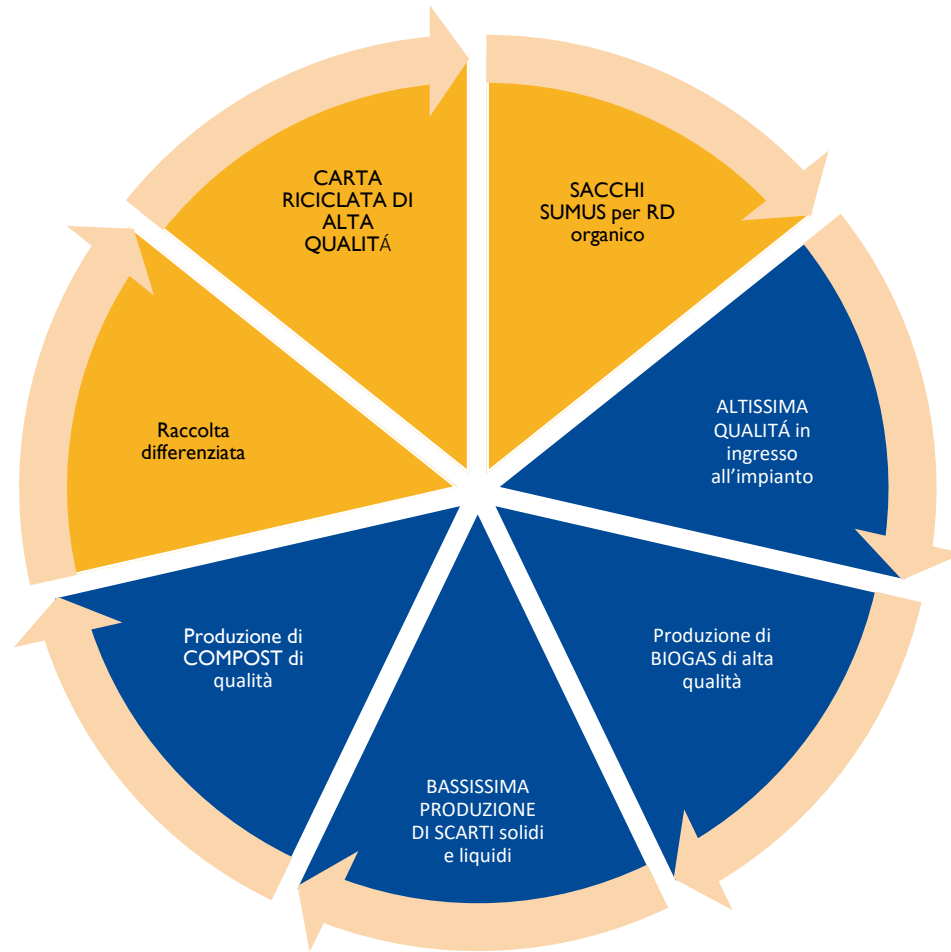 CARTA
RICICLATA DI
ALTA
QUALITÁ
SACCHI
SUMUS per RD
organico
ALTISSIMA
QUALITÁ in
ingresso
all'impianto
Produzione di
BIOGAS di alta
qualità
BASSISSIMA
PRODUZIONE
DI SCARTI solidi
e liquidi
Produzione di
COMPOST di
qualità
Raccolta
differenziata